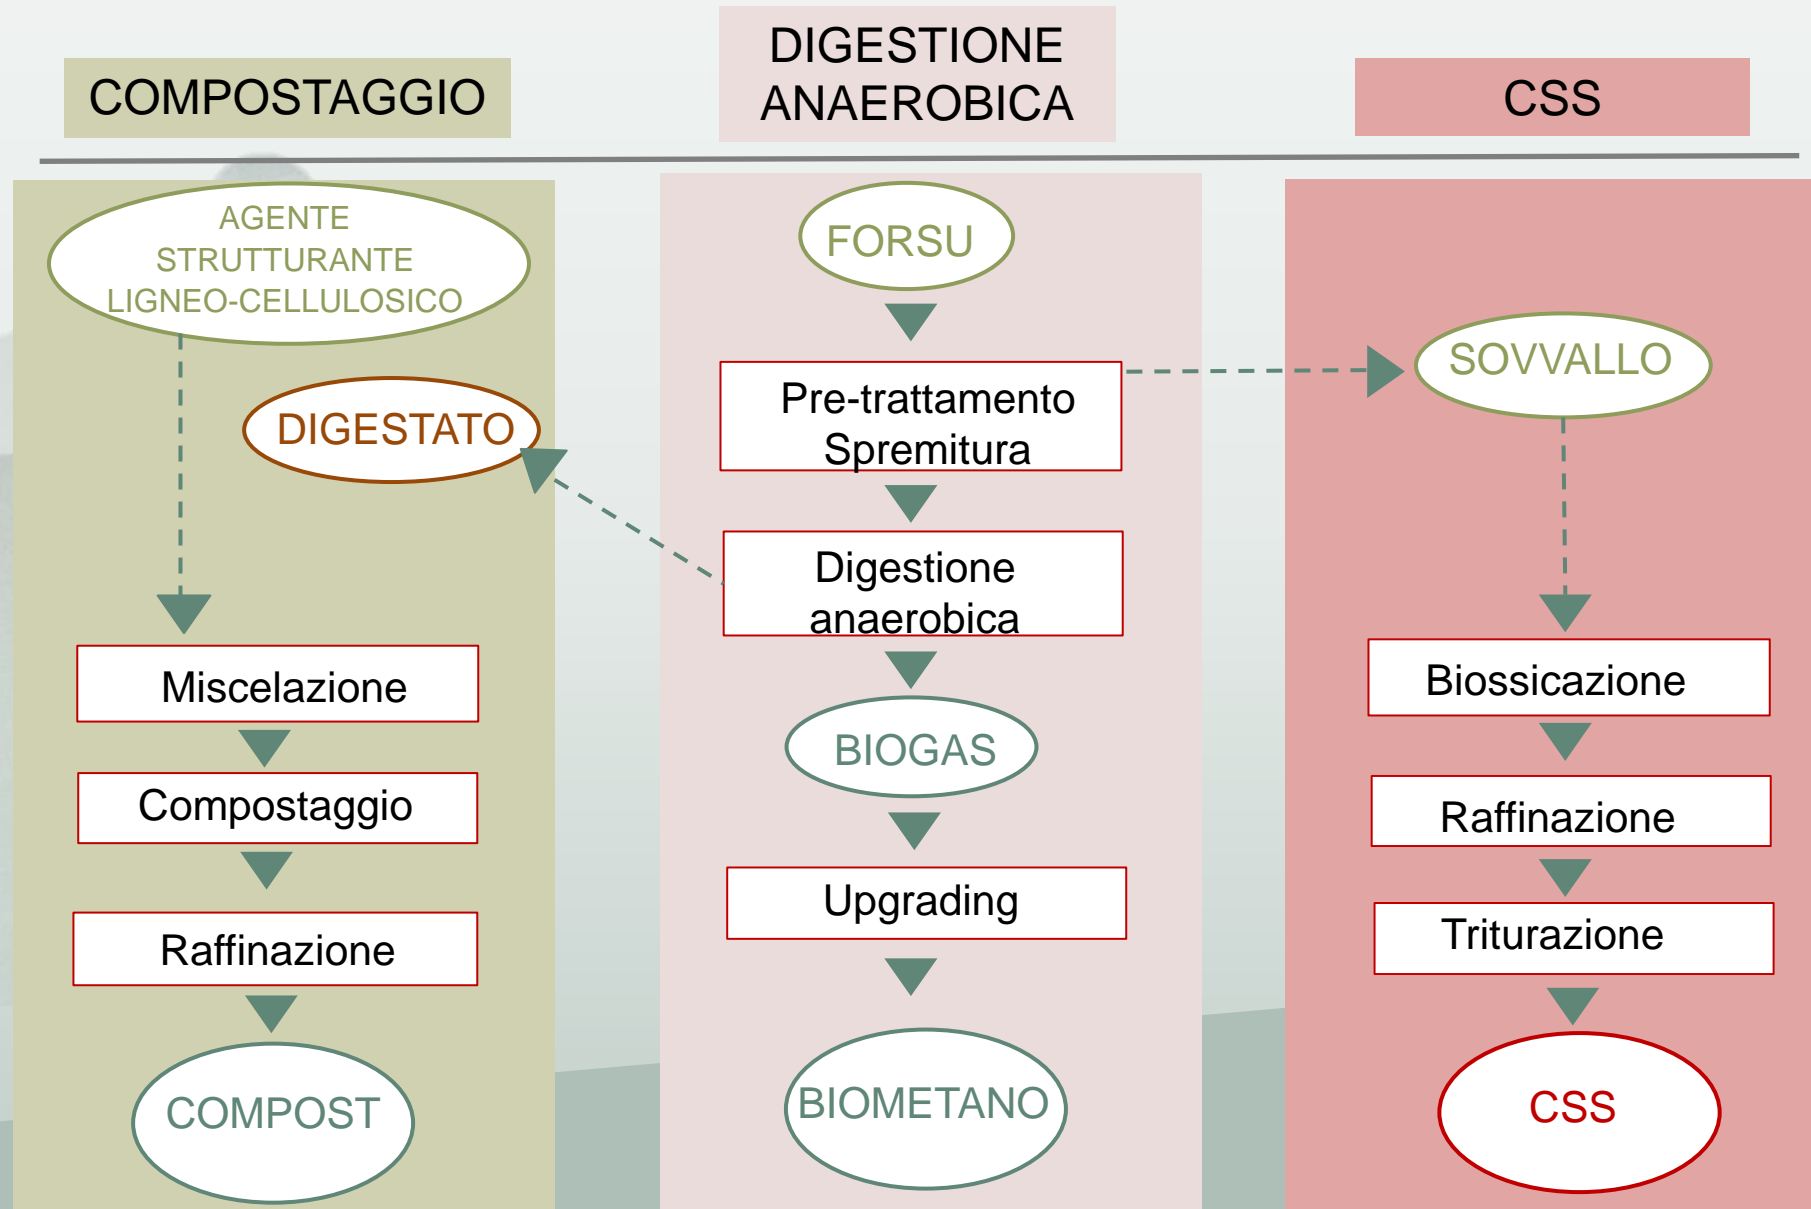 COMPOSTAGGIO
DIGESTIONE
ANAEROBICA
CSS
AGENTE
STRUTTURANTE
LIGNEO-CELLULOSICO
DIGESTATO
Miscelazione
Compostaggio
Raffinazione
COMPOST
FORSU
Pre-trattamento
Spremitura
Digestione
anaerobica
BIOGAS
Upgrading
BIOMETANO
SOVVALLO
Biossicazione
Raffinazione
Triturazione
CSS